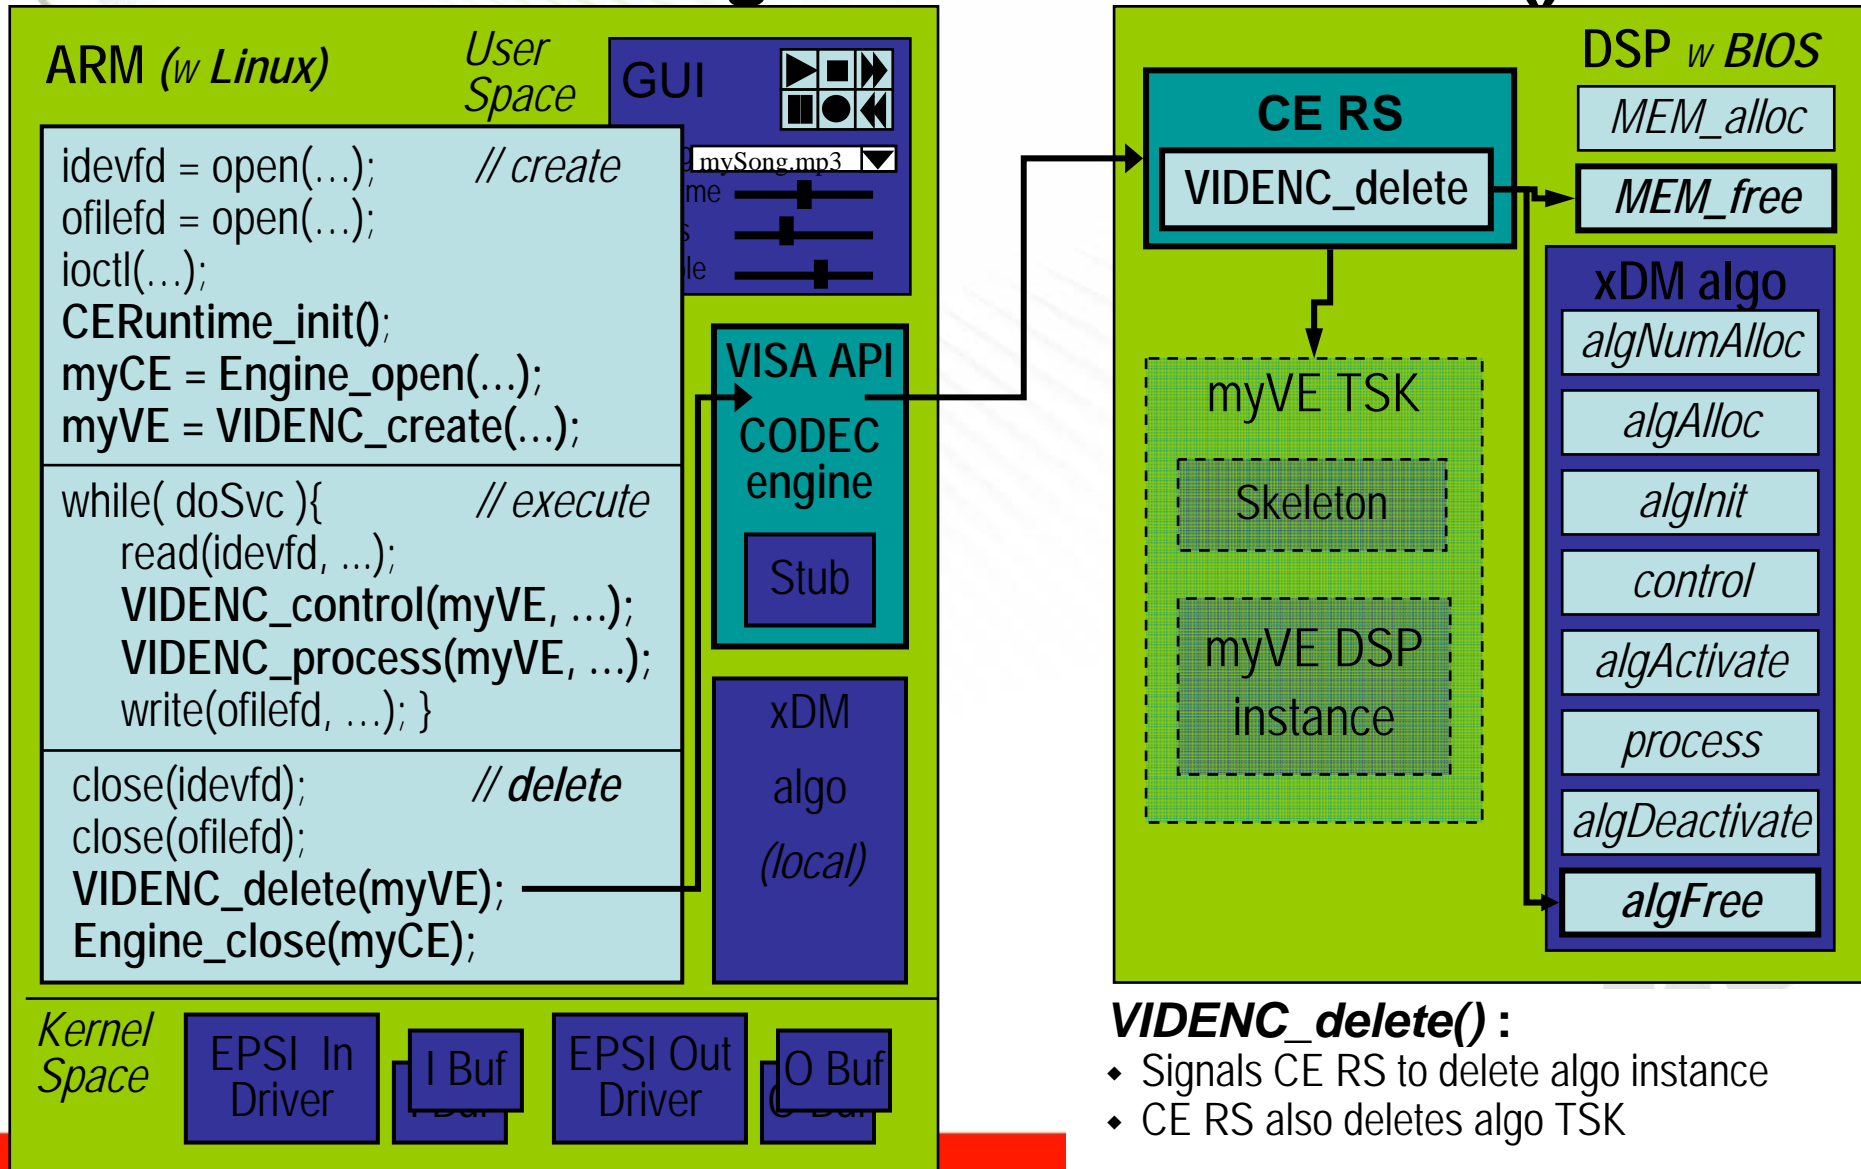 ARM (w Linux)
User
Space
GUI
mySong.mp3
me
s
le
idevfd = open(…); // create
ofilefd = open(…);
ioctl(…);
CERuntime_init();
myCE = Engine_open(…);
myVE = VIDENC_create(…);
while( doSvc ){ // execute
read(idevfd, ...);
VIDENC_control(myVE, …);
VIDENC_process(myVE, …);
write(ofilefd, …); }
close(idevfd); // delete
close(ofilefd);
VIDENC_delete(myVE);
Engine_close(myCE);
VISA API
CODEC
engine
Stub
xDM
algo
(local)
Kernel
Space
EPSI In
Driver
I Buf
EPSI Out
Driver
O Buf
DSP w BIOS
CE RS
VIDENC_delete
MEM_alloc
MEM_free
myVE TSK
Skeleton
myVE DSP
instance
xDM algo
algNumAlloc
algAlloc
algInit
control
algActivate
process
algDeactivate
algFree
VIDENC_delete() :
◆ Signals CE RS to delete algo instance
◆ CE RS also deletes algo TSK